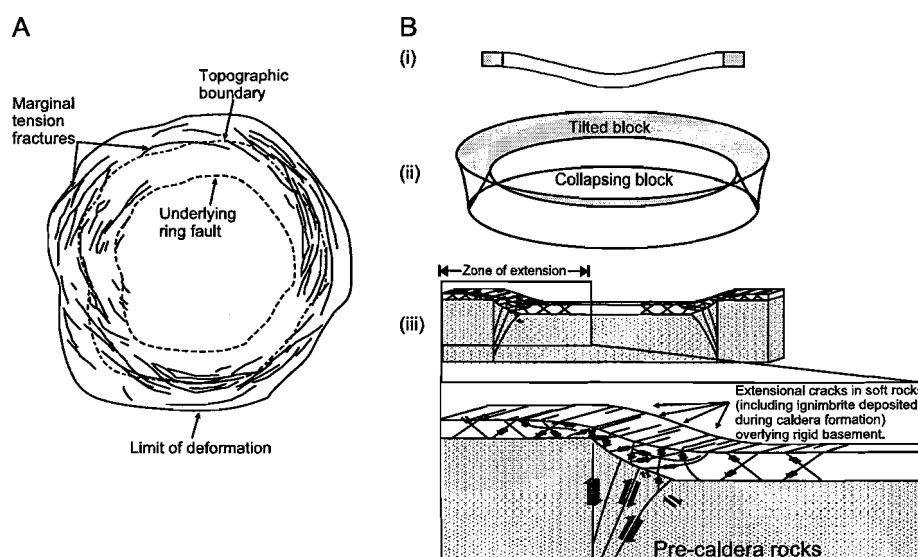 A
Marginal
tension
fractures
Topographic
boundary
Underlying
ring fault
Limit of deformation
B
(i)
(ii)
Tilted block
Collapsing block
Zone of extension
(iii)
Extensional cracks in soft rocks
(including ignimbrite deposited
during caldera formation)
overlying rigid basement.
Pre-caldera rocks